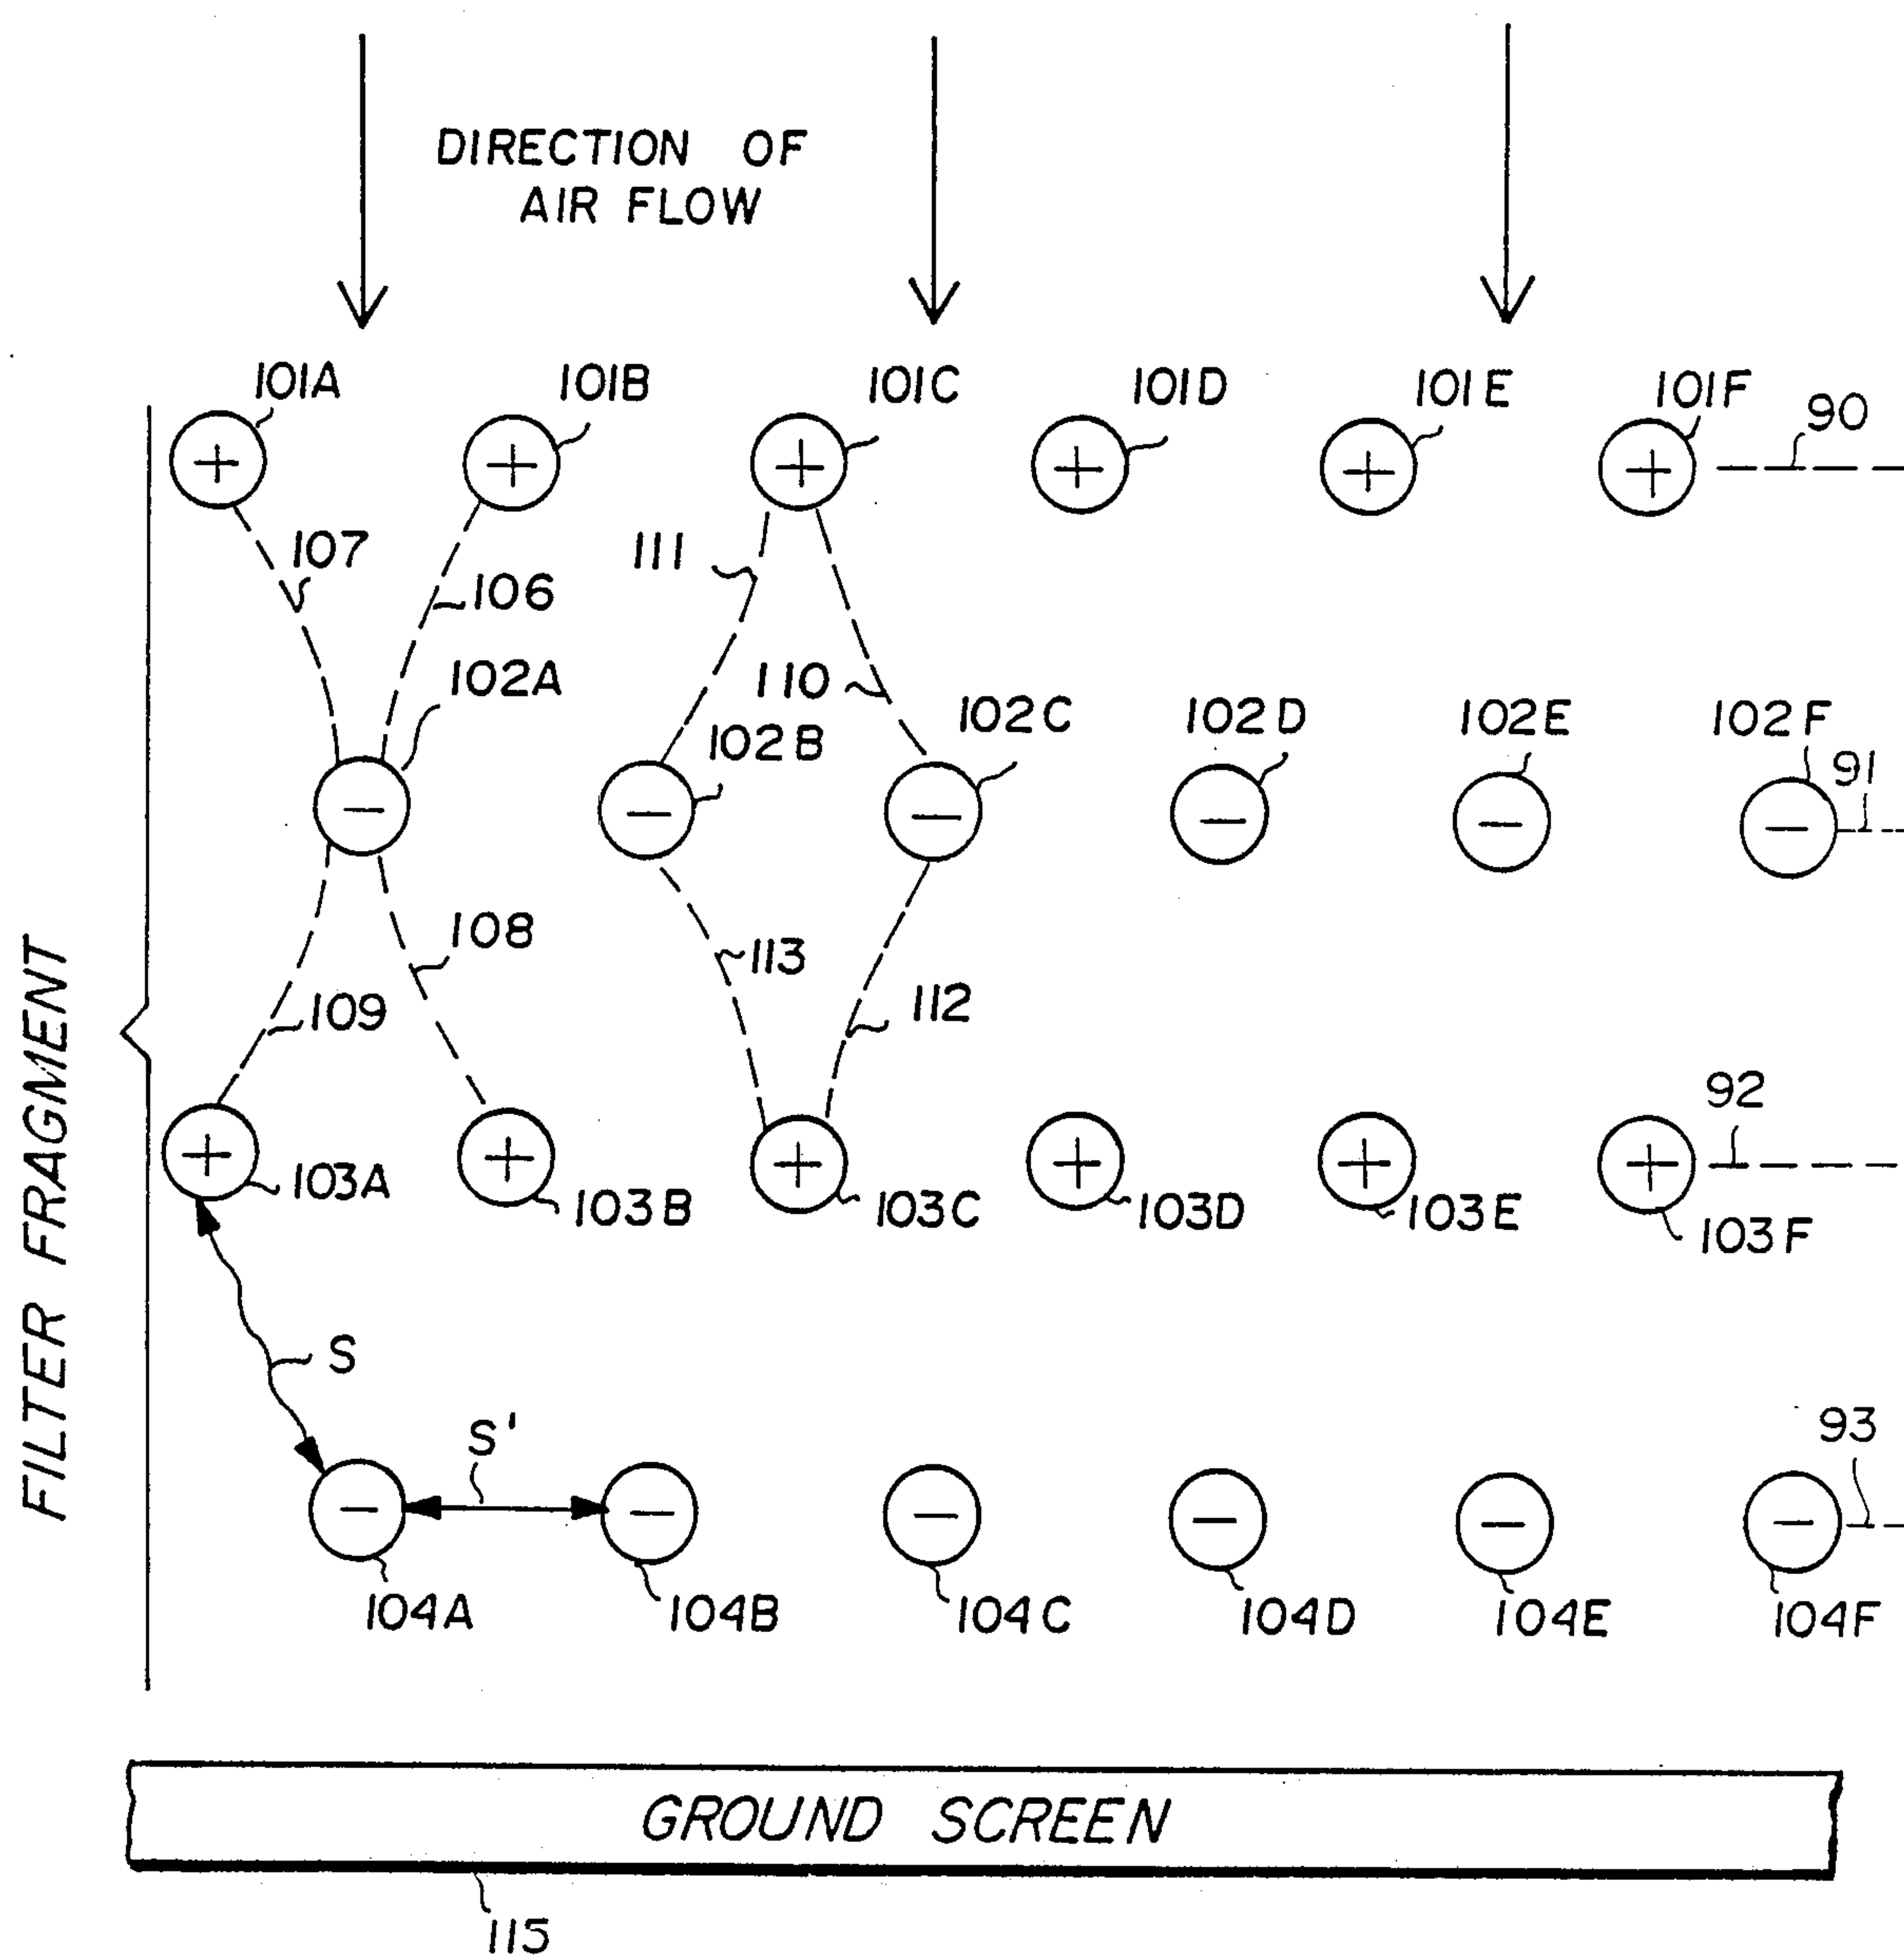 DIRECTION OF
AIR FLOW
101A 101B 101C 101D 101E 101F 90
+ + + + + +
107 106 111 110
102A 102B 102C 102D 102E 102F 91
− − − − − −
109 108 113 112
92
+ + + + + +
103A 103B 103C 103D 103E 103F
S
S'
93
− − − − − −
104A 104B 104C 104D 104E 104F
FILTER FRAGMENT
GROUND SCREEN
115